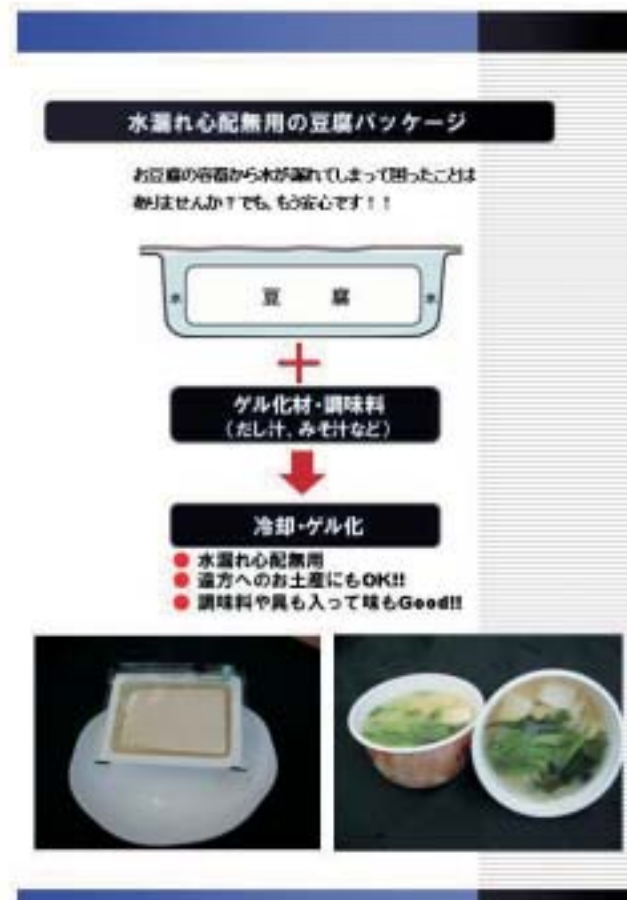 水漏れ心配無用の豆腐パッケージ
お豆腐の容器から水が漏れてしまって困ったことは
ありませんか？でも、もう安心です！！
水 豆 腐 水
＋
ゲル化材・調味料
（だし汁、みそ汁など）
冷却・ゲル化
● 水漏れ心配無用
● 遠方へのお土産にもOK!!
● 調味料や具も入って味もGood!!